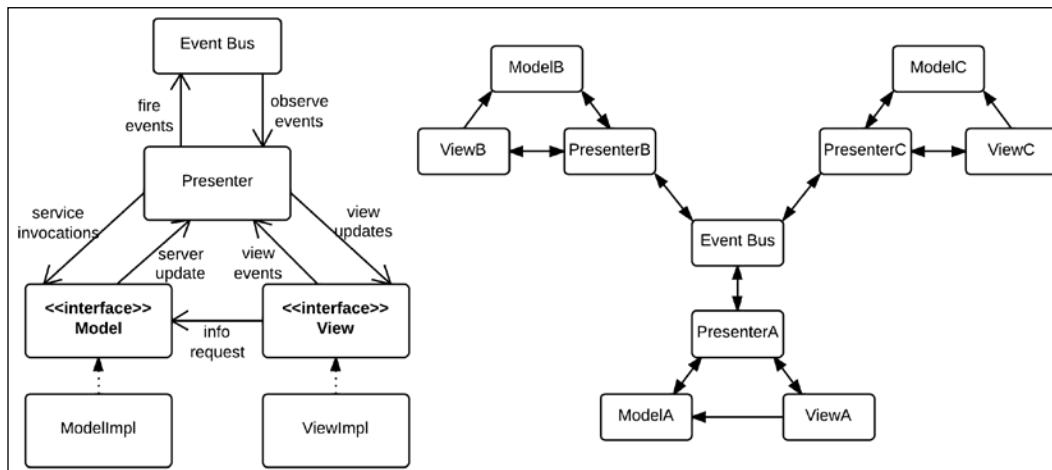 Event Bus
fire
events
observe
events
Presenter
service
invocations
view
updates
server
update
view
events
<<interface>>
Model
<<interface>>
View
info
request
ModelImpl
ViewImpl
ModelB
ViewB
PresenterB
ModelC
PresenterC
ViewC
Event Bus
PresenterA
ModelA
ViewA